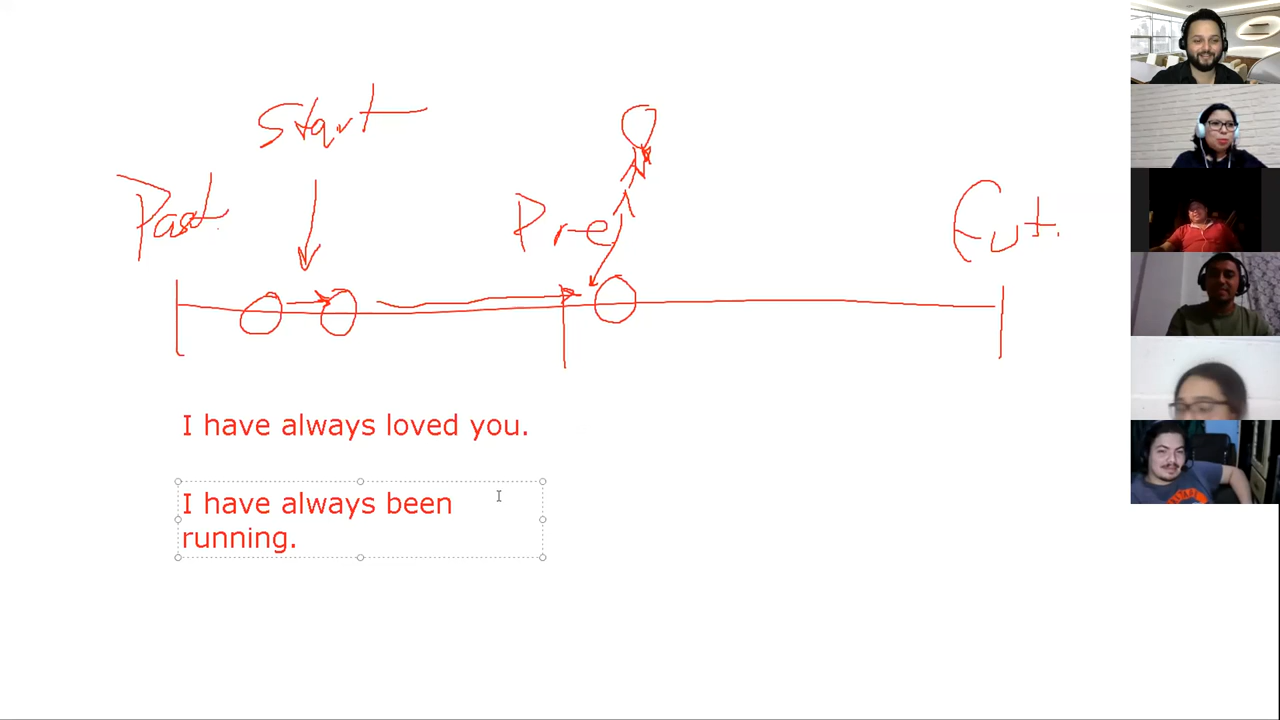 Start
Past Pre Fut.
I have always loved you.
I have always been
running.